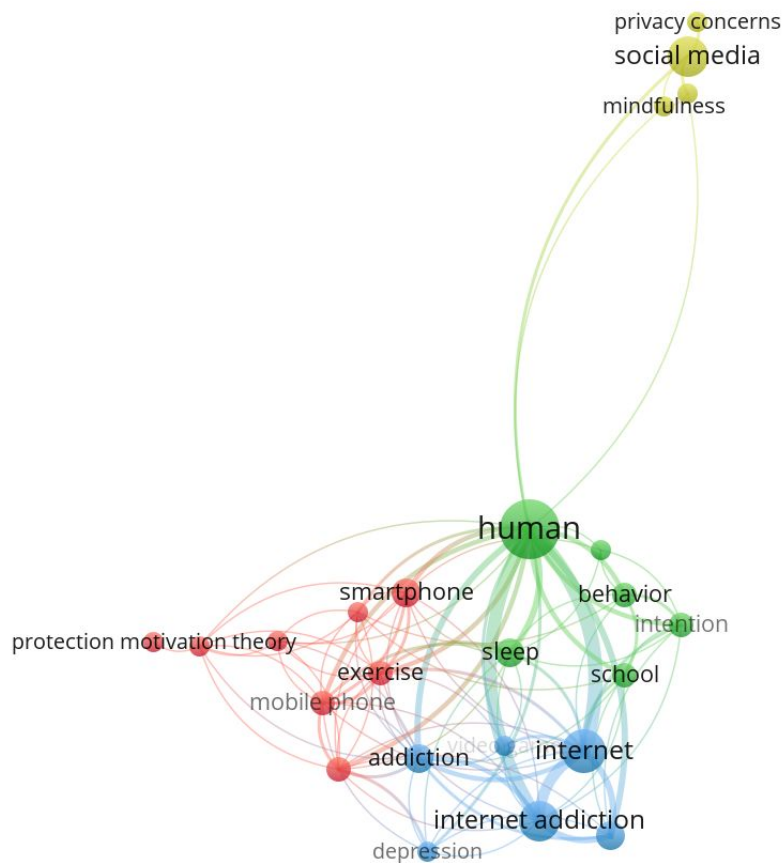 privacy concerns
social media
mindfulness
human
smartphone
behavior
intention
protection motivation theory
sleep
exercise
school
mobile phone
internet
addiction
internet addiction
depression